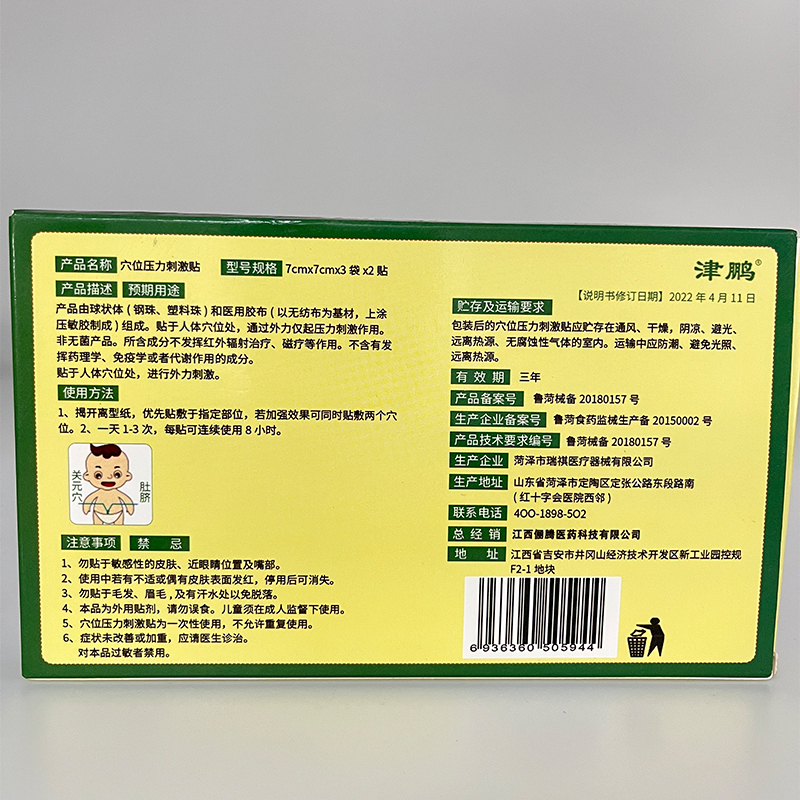 产品名称 穴位压力刺激贴 型号规格 7cmx7cmx3 袋 x2 贴
产品描述 预期用途
产品由球状体 ( 钢珠、塑料珠 ) 和医用胶布 ( 以无纺布为基材，上涂
压敏胶制成 ) 组成。贴于人体穴位处，通过外力仅起压力刺激作用。
非无菌产品。所含成分不发挥红外辐射治疗、磁疗等作用。不含有发
挥药理学、免疫学或者代谢作用的成分。
贴于人体穴位处，进行外力刺激。
使用方法
1、揭开离型纸，优先贴敷于指定部位，若加强效果可同时贴敷两个穴
位。2、一天 1-3 次，每贴可连续使用 8 小时。
关元穴
肚脐
注意事项 禁 忌
1、勿贴于敏感性的皮肤、近眼睛位置及嘴部。
2、使用中若有不适或偶有皮肤表面发红，停用后可消失。
3、勿贴于毛发、眉毛 ,及有汗水处以免脱落。
4、本品为外用贴剂，请勿误食。儿童须在成人监督下使用。
5、穴位压力刺激贴为一次性使用，不允许重复使用。
6、症状未改善或加重，应请医生诊治。
对本品过敏者禁用。
津鹏®
【说明书修订日期】2022 年 4 月 11 日
贮存及运输要求
包装后的穴位压力刺激贴应贮存在通风、干燥，阴凉、避光、
远离热源、无腐蚀性气体的室内。运输中应防潮、避免光照、
远离热源。
有 效 期 三年
产品备案号 鲁菏械备 20180157 号
生产企业备案号 鲁菏食药监械生产备 20150002 号
产品技术要求编号 鲁菏械备 20180157 号
生产企业 菏泽市瑞祺医疗器械有限公司
生产地址 山东省菏泽市定陶区定张公路东段路南
( 红十字会医院西邻 )
联系电话 400-1898-502
总 经 销 江西俪腾医药科技有限公司
地 址 江西省吉安市井冈山经济技术开发区新工业园控规
F2-1 地块
6 936360 505944